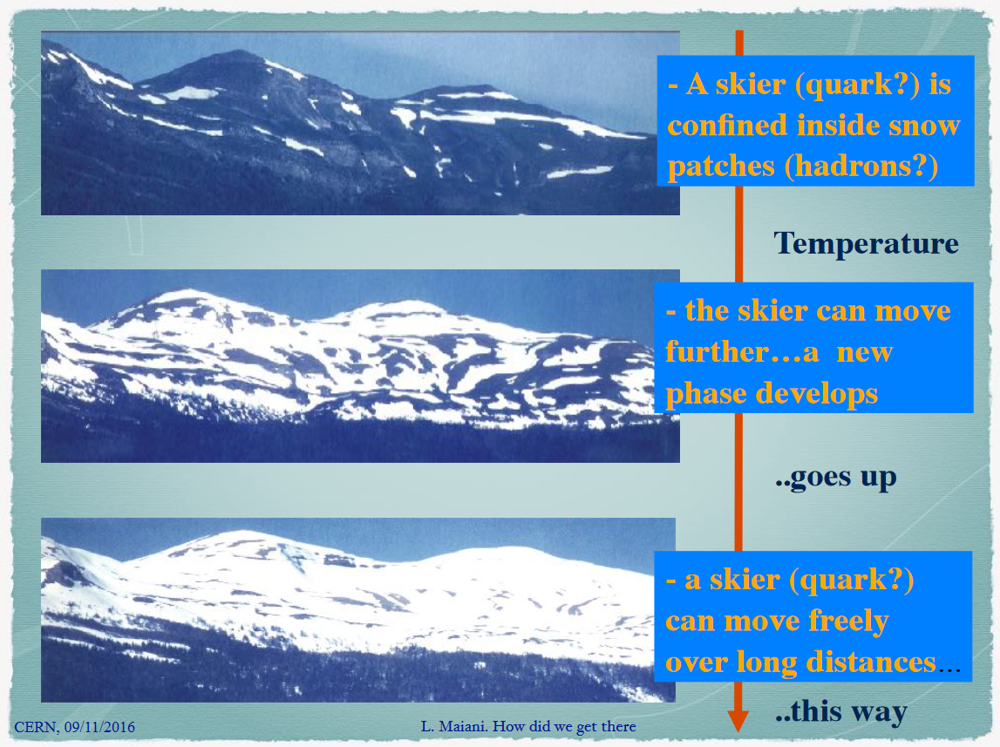 - A skier (quark?) is
confined inside snow
patches (hadrons?)
Temperature
- the skier can move
further…a  new
phase develops
..goes up
- a skier (quark?)
can move freely
over long distances…
..this way
CERN, 09/11/2016
L. Maiani. How did we get there